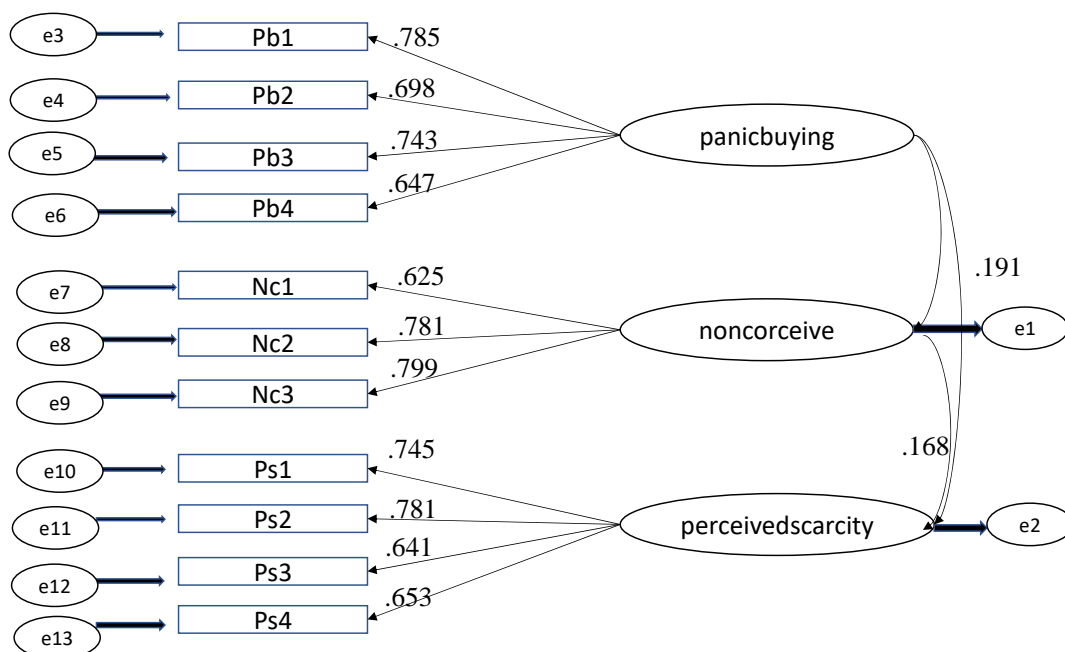 e3 Pb1 .785
e4 Pb2 .698
panicbuying
e5 Pb3 .743
e6 Pb4 .647
.191
e7 Nc1 .625
e8 Nc2 .781 noncorceive e1
e9 Nc3 .799
.168
e10 Ps1 .745
e11 Ps2 .781 perceivedscarcity e2
e12 Ps3 .641
e13 Ps4 .653